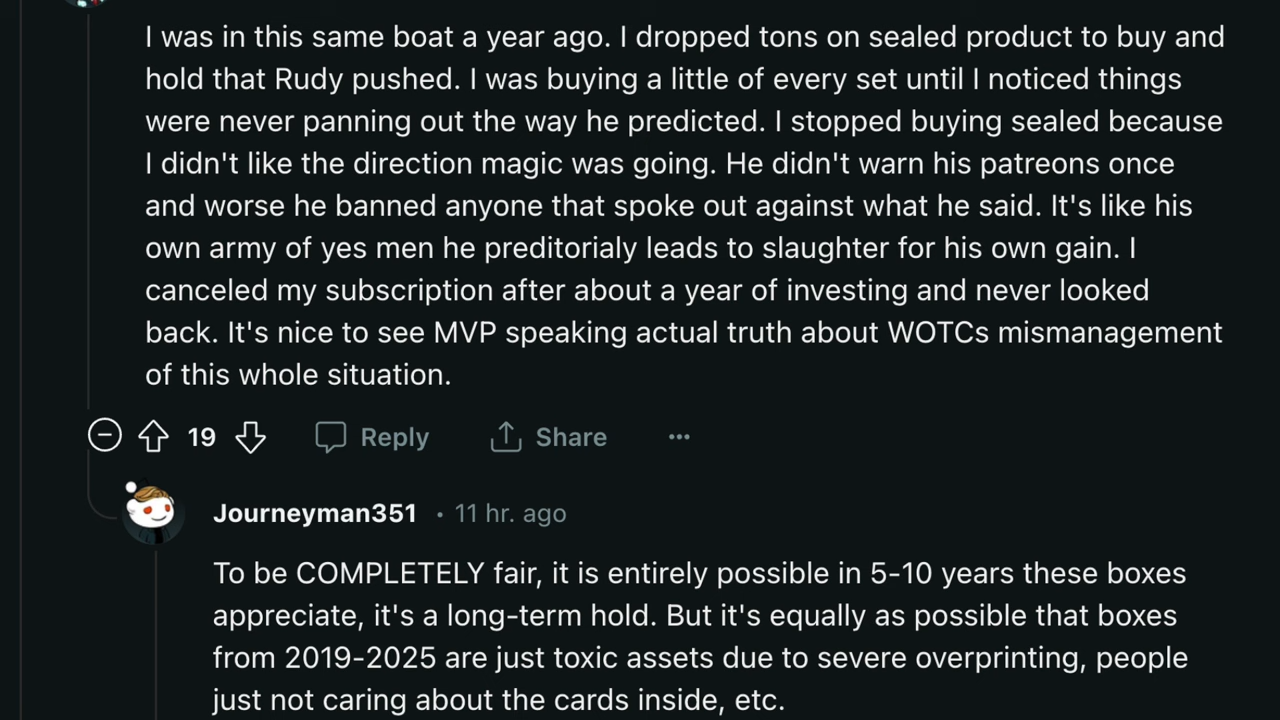 I was in this same boat a year ago. I dropped tons on sealed product to buy and
hold that Rudy pushed. I was buying a little of every set until I noticed things
were never panning out the way he predicted. I stopped buying sealed because
I didn't like the direction magic was going. He didn't warn his patreons once
and worse he banned anyone that spoke out against what he said. It's like his
own army of yes men he preditorialy leads to slaughter for his own gain. I
canceled my subscription after about a year of investing and never looked
back. It's nice to see MVP speaking actual truth about WOTCs mismanagement
of this whole situation.
19 Reply Share ···
Journeyman351 · 11 hr. ago
To be COMPLETELY fair, it is entirely possible in 5-10 years these boxes
appreciate, it's a long-term hold. But it's equally as possible that boxes
from 2019-2025 are just toxic assets due to severe overprinting, people
just not caring about the cards inside, etc.